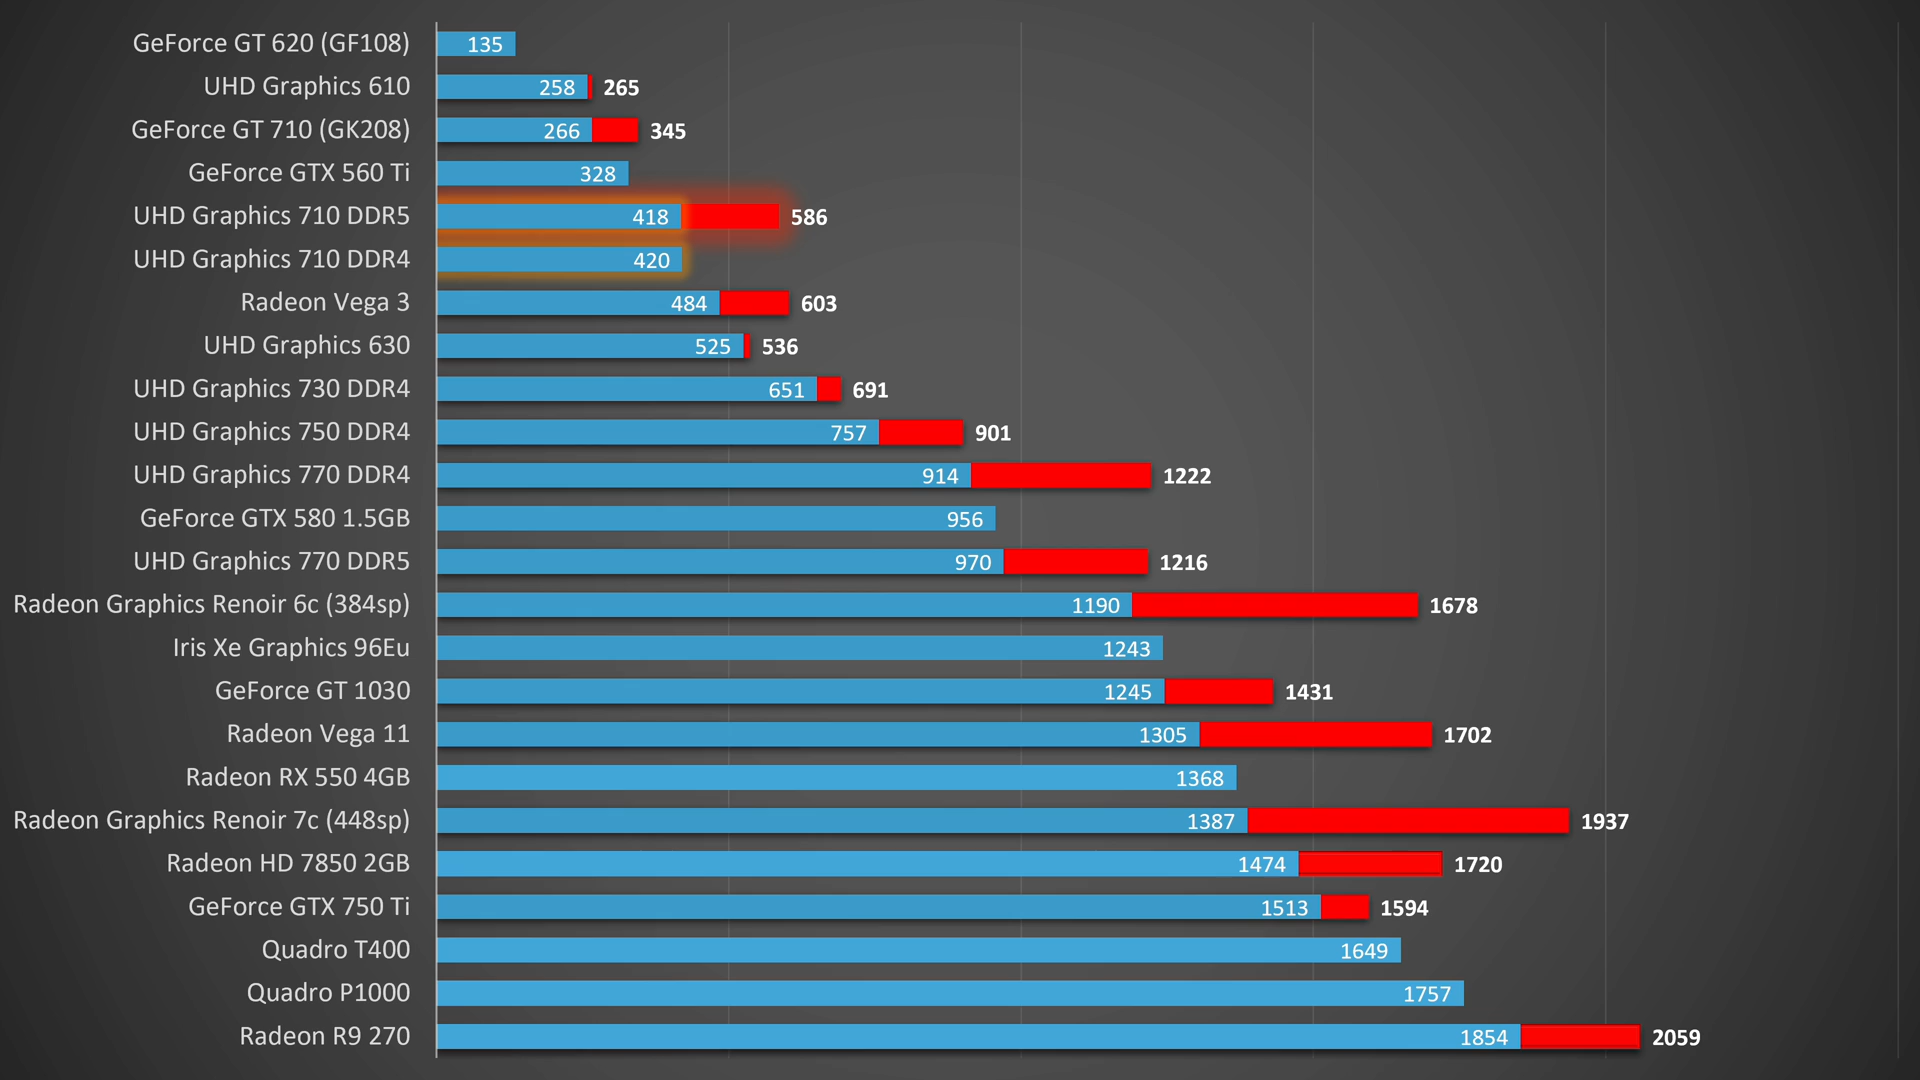 GeForce GT 620 (GF108) 135
UHD Graphics 610 258 265
GeForce GT 710 (GK208) 266 345
GeForce GTX 560 Ti 328
UHD Graphics 710 DDR5 418 586
UHD Graphics 710 DDR4 420
Radeon Vega 3 484 603
UHD Graphics 630 525 536
UHD Graphics 730 DDR4 651 691
UHD Graphics 750 DDR4 757 901
UHD Graphics 770 DDR4 914 1222
GeForce GTX 580 1.5GB 956
UHD Graphics 770 DDR5 970 1216
Radeon Graphics Renoir 6c (384sp) 1190 1678
Iris Xe Graphics 96Eu 1243
GeForce GT 1030 1245 1431
Radeon Vega 11 1305 1702
Radeon RX 550 4GB 1368
Radeon Graphics Renoir 7c (448sp) 1387 1937
Radeon HD 7850 2GB 1474 1720
GeForce GTX 750 Ti 1513 1594
Quadro T400 1649
Quadro P1000 1757
Radeon R9 270 1854 2059